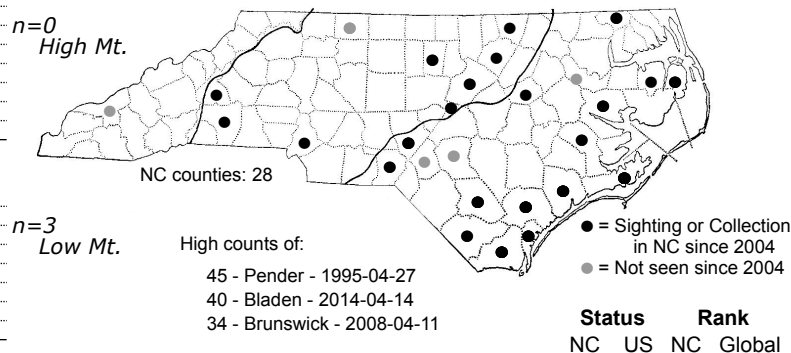 n=0
High Mt.
NC counties: 28
n=3
Low Mt.
High counts of:
45 - Pender - 1995-04-27
40 - Bladen - 2014-04-14
34 - Brunswick - 2008-04-11
= Sighting or Collection
in NC since 2004
= Not seen since 2004
Status Rank
NC US NC Global